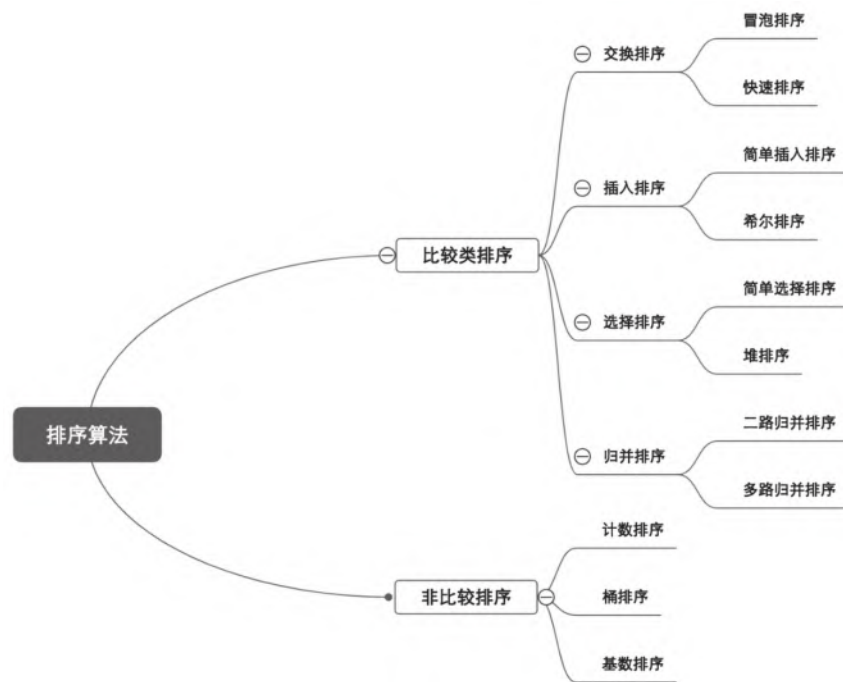 排序算法
比较类排序
交换排序
冒泡排序
快速排序
插入排序
简单插入排序
希尔排序
选择排序
简单选择排序
堆排序
归并排序
二路归并排序
多路归并排序
非比较排序
计数排序
桶排序
基数排序